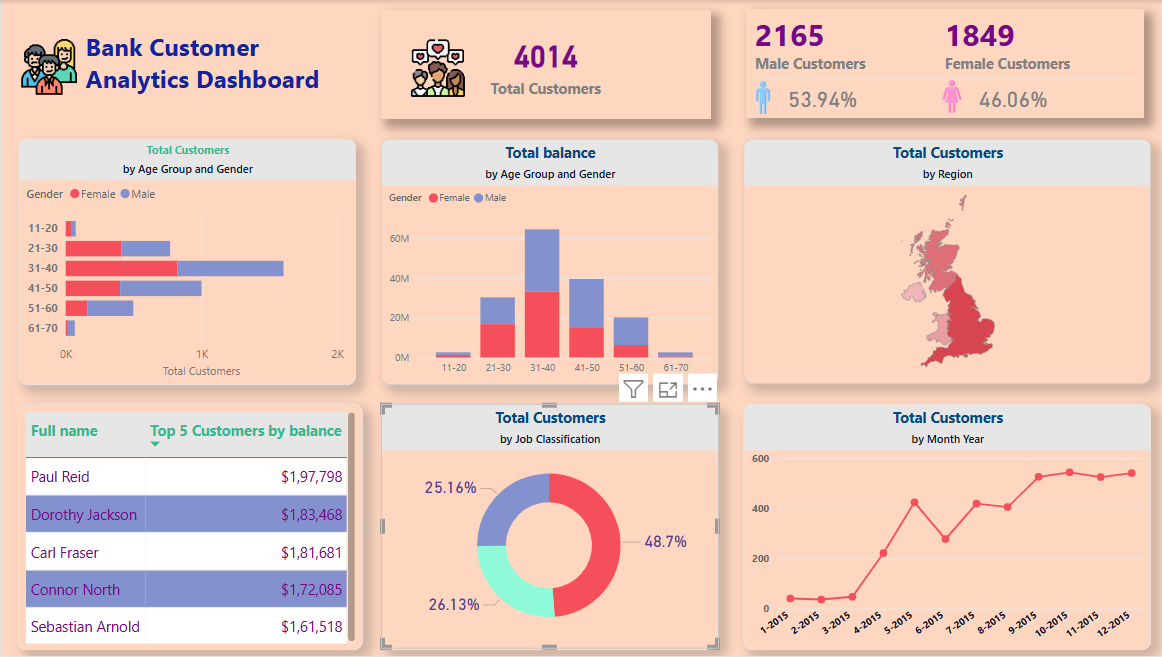 Bank Customer
Analytics Dashboard
4014
Total Customers
2165
Male Customers
53.94%
1849
Female Customers
46.06%
Total Customers
by Age Group and Gender
Gender Female Male
11-20
21-30
31-40
41-50
51-60
61-70
0K 1K 2K
Total Customers
Total balance
by Age Group and Gender
Gender Female Male
60M
40M
20M
0M
11-20 21-30 31-40 41-50 51-60 61-70
Total Customers
by Region
Full name Top 5 Customers by balance
Paul Reid $1,97,798
Dorothy Jackson $1,83,468
Carl Fraser $1,81,681
Connor North $1,72,085
Sebastian Arnold $1,61,518
Total Customers
by Job Classification
25.16%
48.7%
26.13%
Total Customers
by Month Year
600
400
200
0
1-2015 2-2015 3-2015 4-2015 5-2015 6-2015 7-2015 8-2015 9-2015 10-2015 11-2015 12-2015